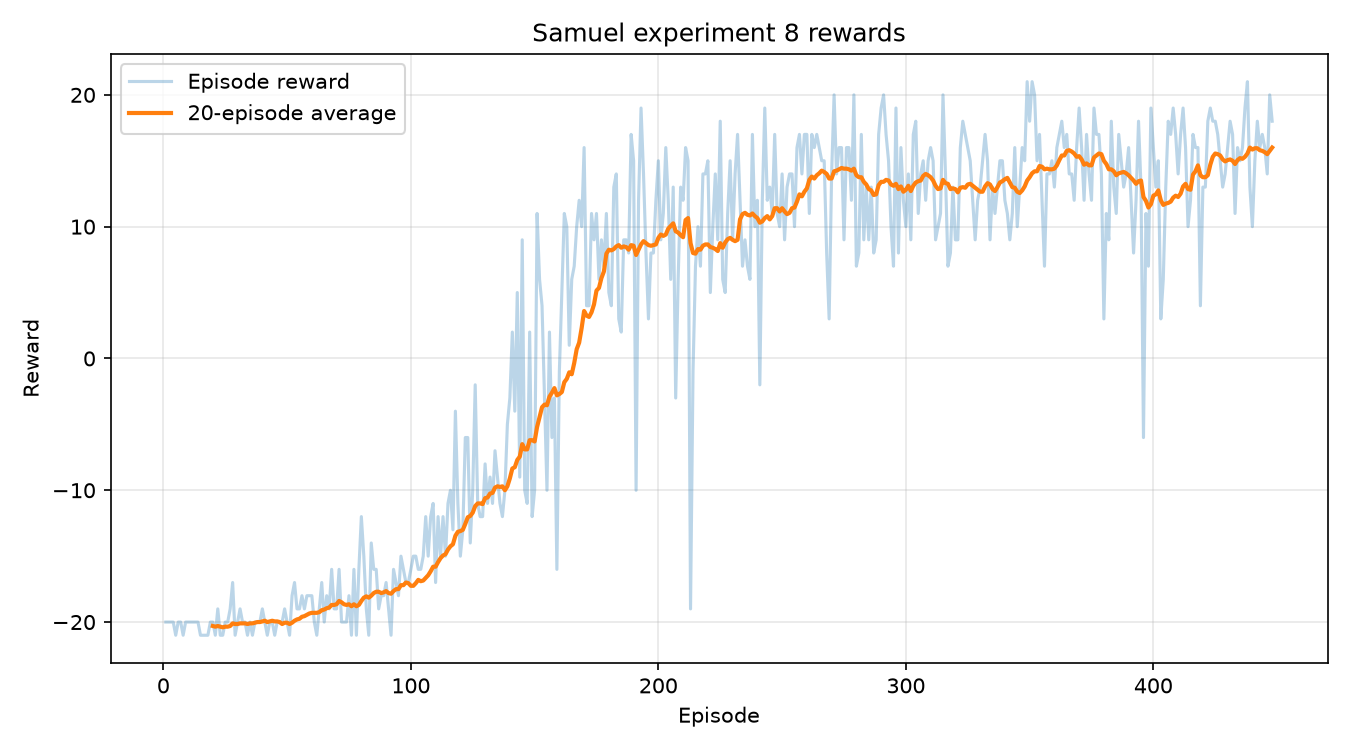 Samuel experiment 8 rewards
Episode reward
20-episode average
20
10
0
−10
−20
Reward
0
100
200
300
400
Episode